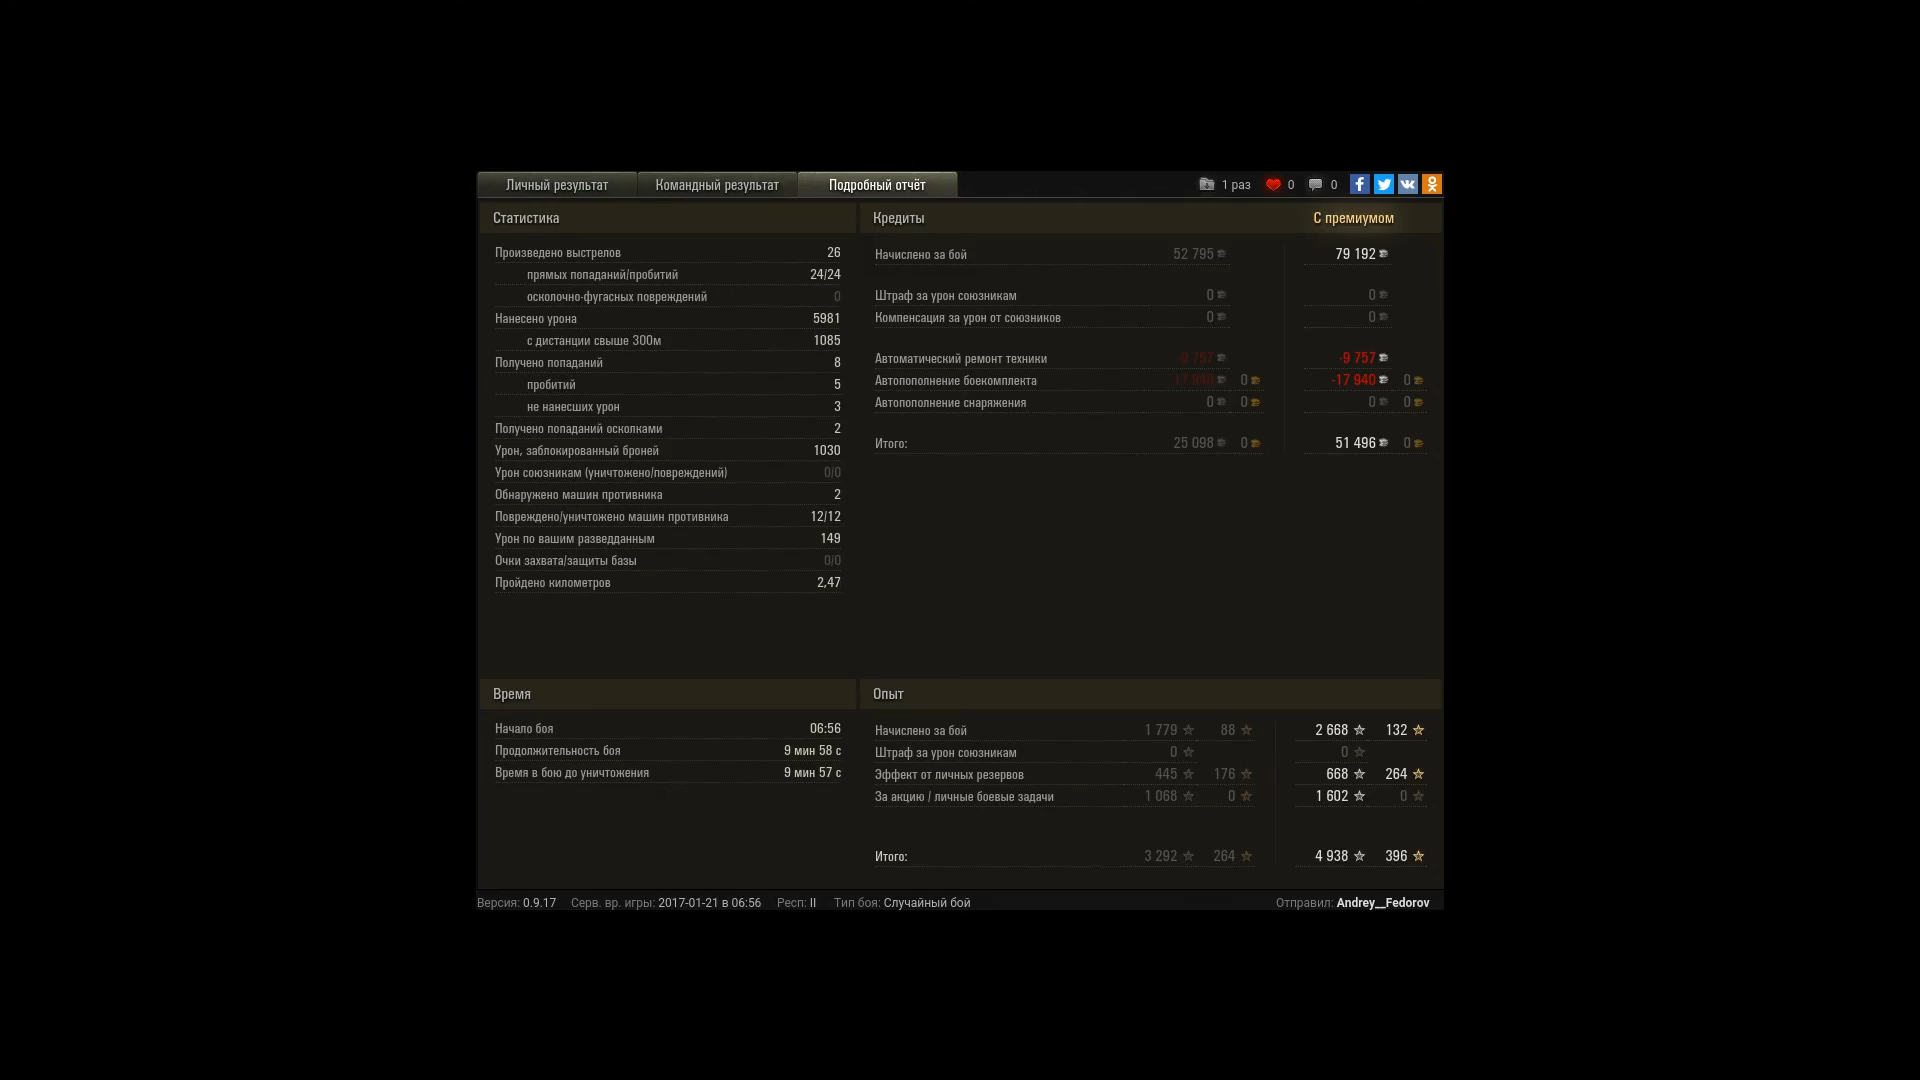 Личный результат Командный результат Подробный отчёт 1 раз 0 0
Статистика
Произведено выстрелов 26
прямых попаданий/пробитий 24/24
осколочно-фугасных повреждений 0
Нанесено урона 5981
с дистанции свыше 300м 1085
Получено попаданий 8
пробитий 5
не нанесших урон 3
Получено попаданий осколками 2
Урон, заблокированный броней 1030
Урон союзникам (уничтожено/повреждений) 0/0
Обнаружено машин противника 2
Повреждено/уничтожено машин противника 12/12
Урон по вашим разведданным 149
Очки захвата/защиты базы 0/0
Пройдено километров 2,47
Кредиты С премиумом
Начислено за бой 52 795 79 192
Штраф за урон союзникам 0 0
Компенсация за урон от союзников 0 0
Автоматический ремонт техники -9 757 -9 757
Автопополнение боекомплекта -17 940 0 -17 940 0
Автопополнение снаряжения 0 0 0 0
Итого: 25 098 0 51 496 0
Время
Начало боя 06:56
Продолжительность боя 9 мин 58 с
Время в бою до уничтожения 9 мин 57 с
Опыт
Начислено за бой 1 779 88 2 668 132
Штраф за урон союзникам 0 0
Эффект от личных резервов 445 176 668 264
За акцию / личные боевые задачи 1 068 0 1 602 0
Итого: 3 292 264 4 938 396
Версия: 0.9.17 Серв. вр. игры: 2017-01-21 в 06:56 Респ: II Тип боя: Случайный бой Отправил: Andrey__Fedorov